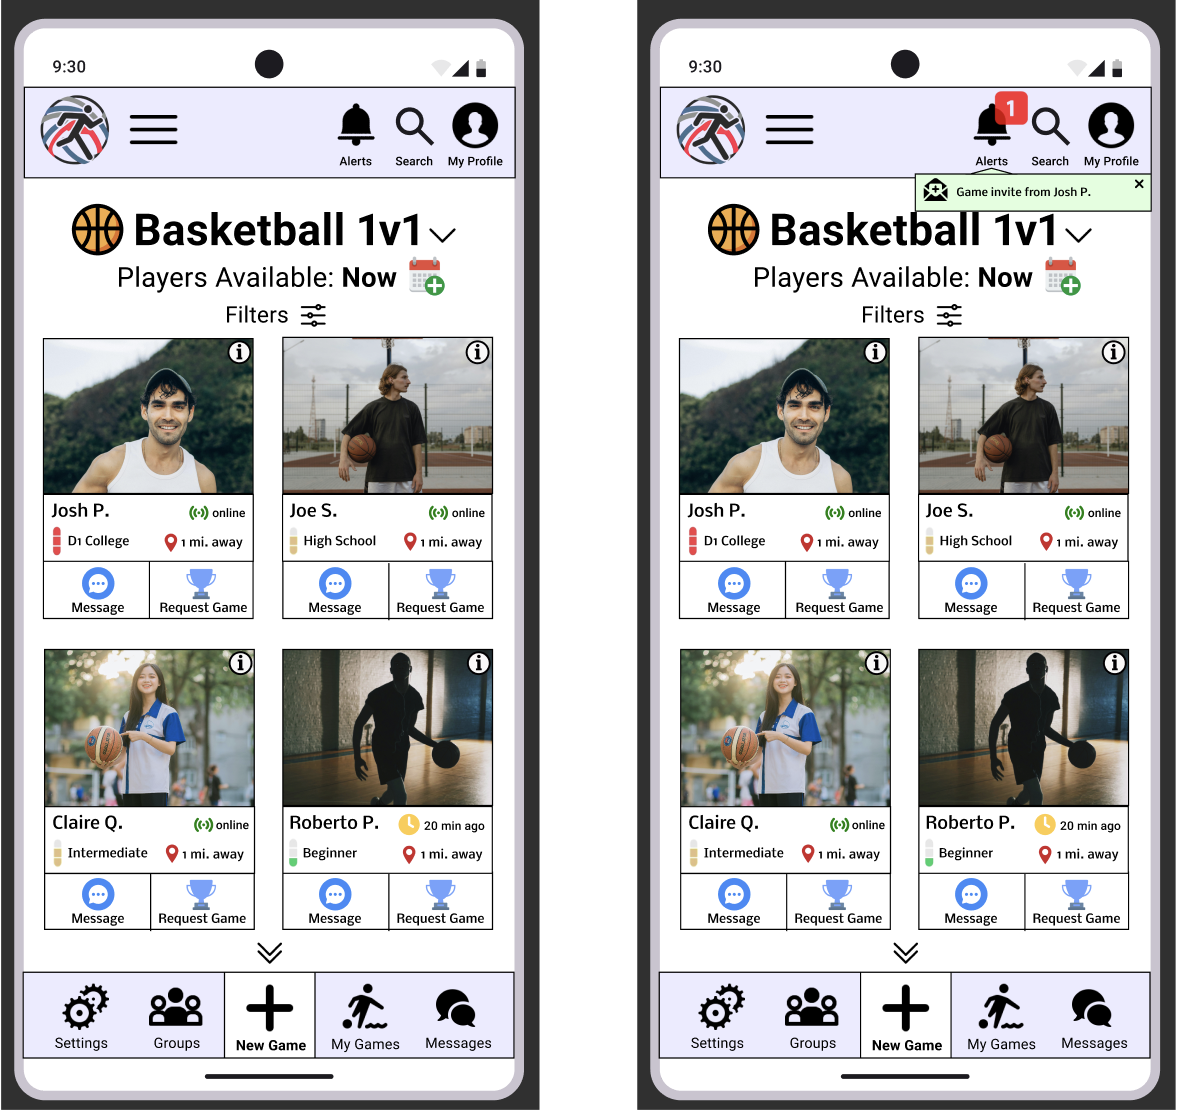 9:30
Alerts
Search
My Profile
Basketball 1v1
Players Available: Now
Filters
Josh P.
online
D1 College
1 mi. away
Message
Request Game
Joe S.
online
High School
1 mi. away
Message
Request Game
Claire Q.
online
Intermediate
1 mi. away
Message
Request Game
Roberto P.
20 min ago
Beginner
1 mi. away
Message
Request Game
Settings
Groups
New Game
My Games
Messages
9:30
1
Alerts
Search
My Profile
Game invite from Josh P.
Basketball 1v1
Players Available: Now
Filters
Josh P.
online
D1 College
1 mi. away
Message
Request Game
Joe S.
online
High School
1 mi. away
Message
Request Game
Claire Q.
online
Intermediate
1 mi. away
Message
Request Game
Roberto P.
20 min ago
Beginner
1 mi. away
Message
Request Game
Settings
Groups
New Game
My Games
Messages